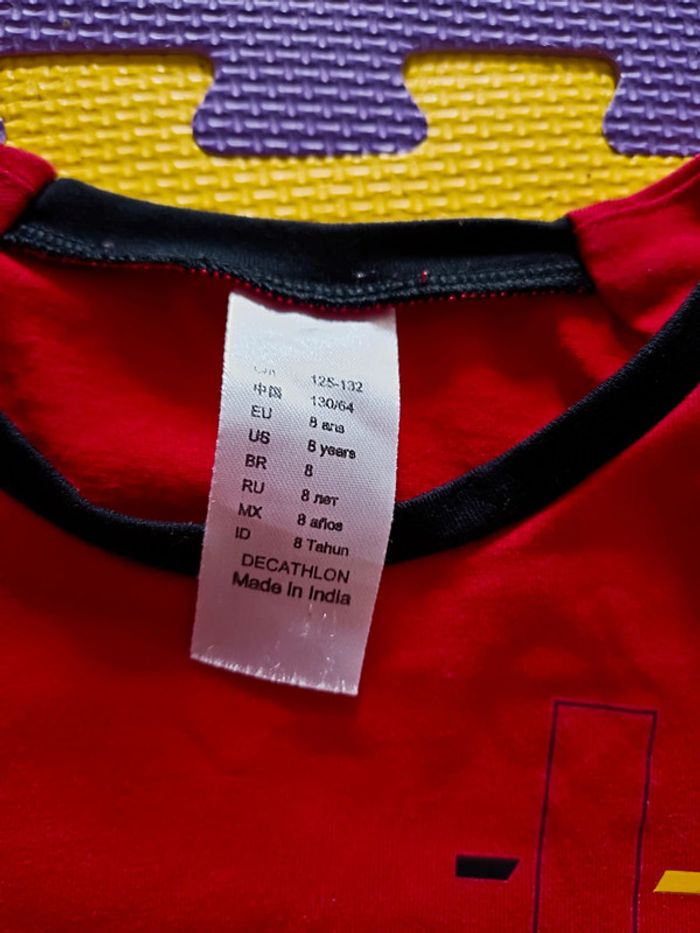 125-132
中国 130/64
EU 8 ans
US 8 years
BR 8
RU 8 лет
MX 8 años
ID 8 Tahun
DECATHLON
Made in India